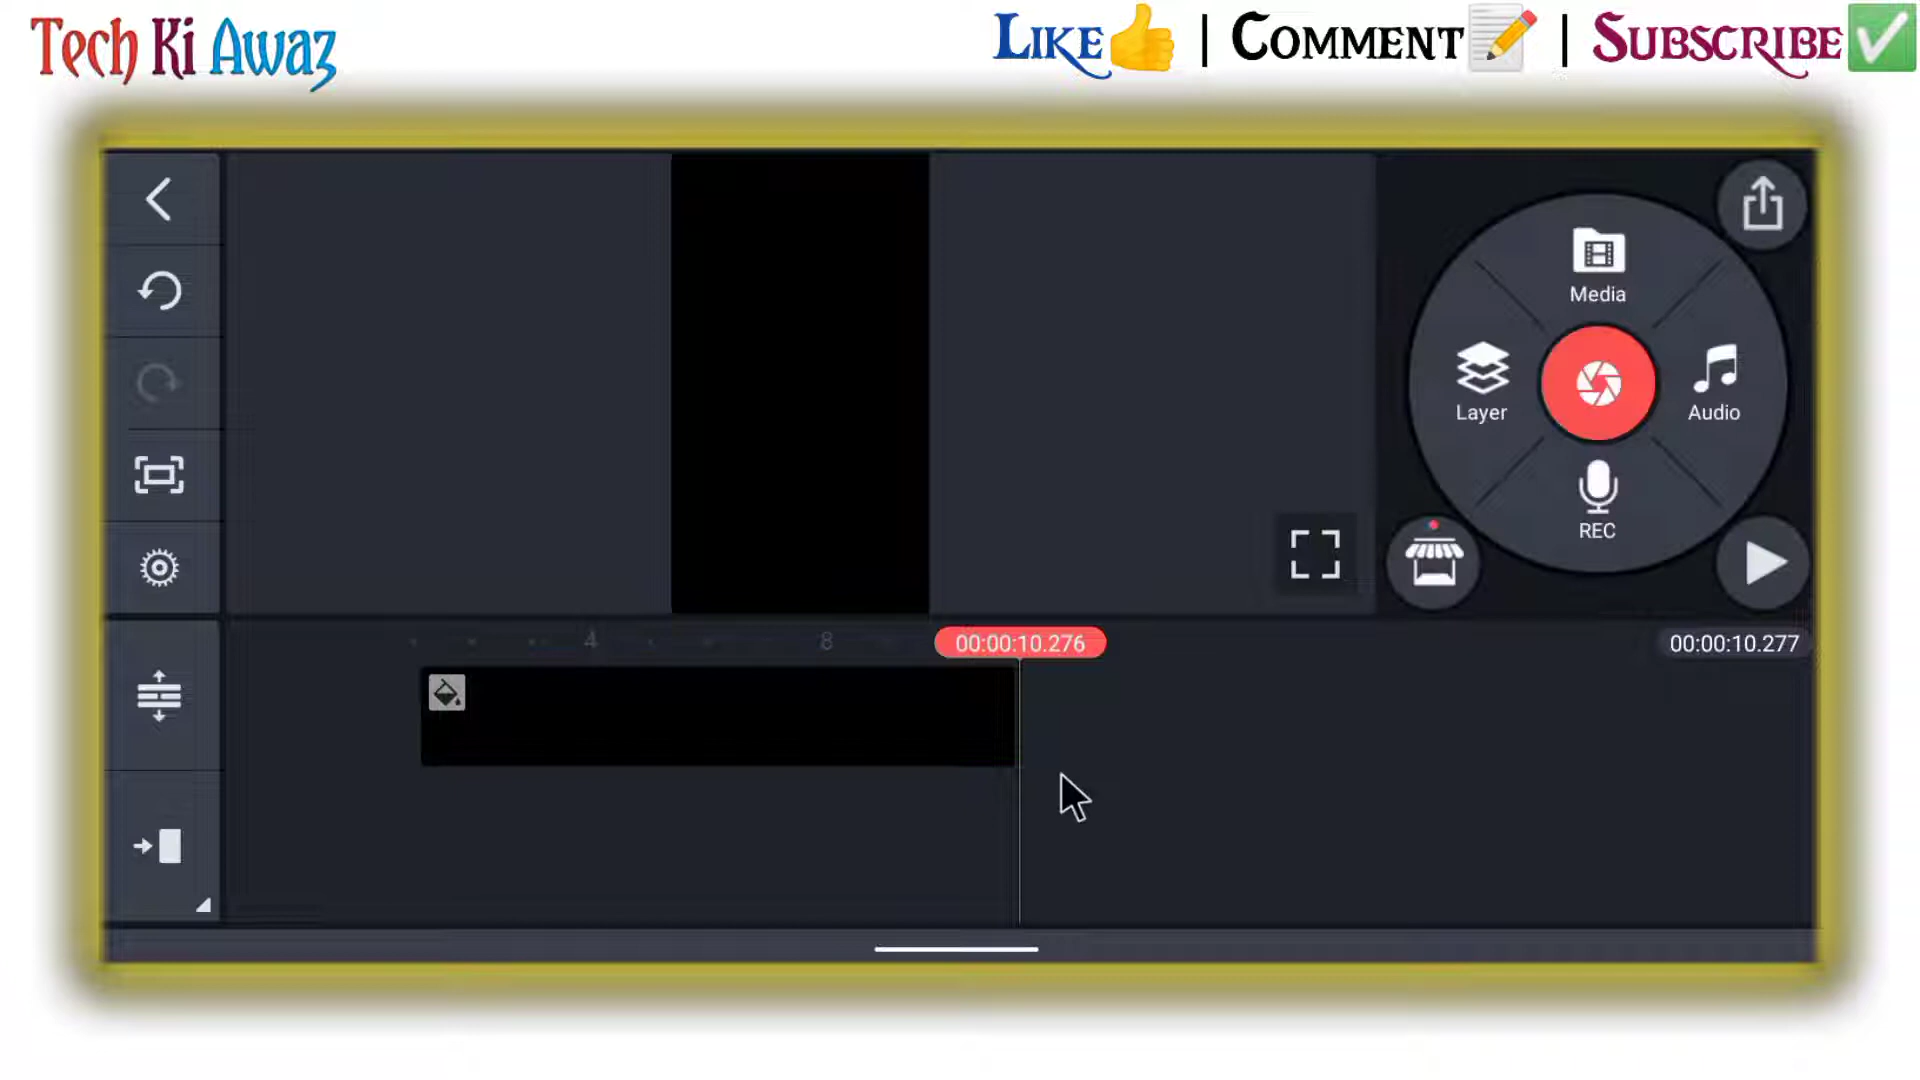 Tech Ki Awaz
Like | Comment | Subscribe
Media
Layer
Audio
REC
4
8
00:00:10.276
00:00:10.277